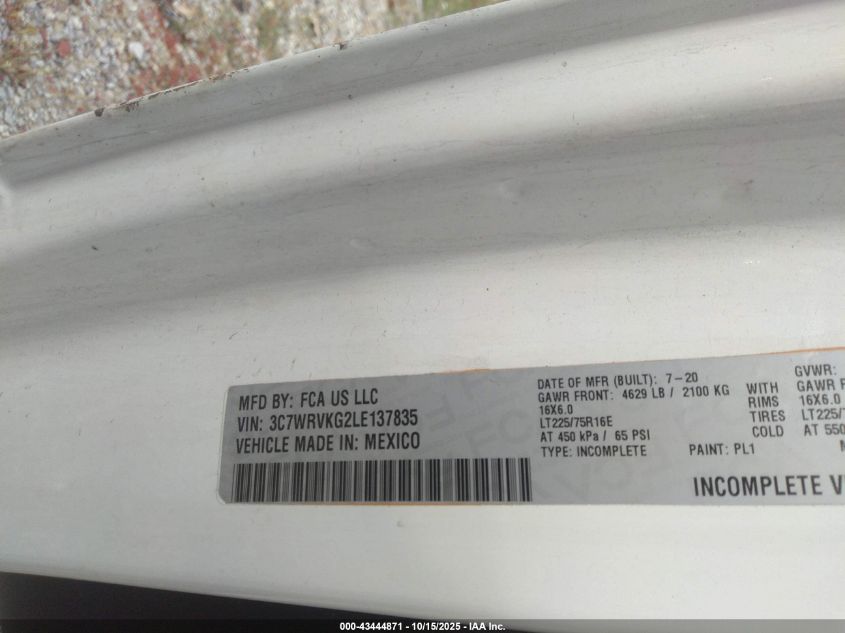 MFD BY: FCA US LLC
VIN: 3C7WRVKG2LE137835
VEHICLE MADE IN: MEXICO
DATE OF MFR (BUILT): 7-20
GAWR FRONT: 4629 LB / 2100 KG WITH
16X6.0 RIMS
LT225/75R16E TIRES
AT 450 kPa / 65 PSI COLD
TYPE: INCOMPLETE PAINT: PL1
GVWR:
GAWR R
16X6.0
LT225/7
AT 550
INCOMPLETE V
000-43444871 - 10/15/2025 - IAA Inc.